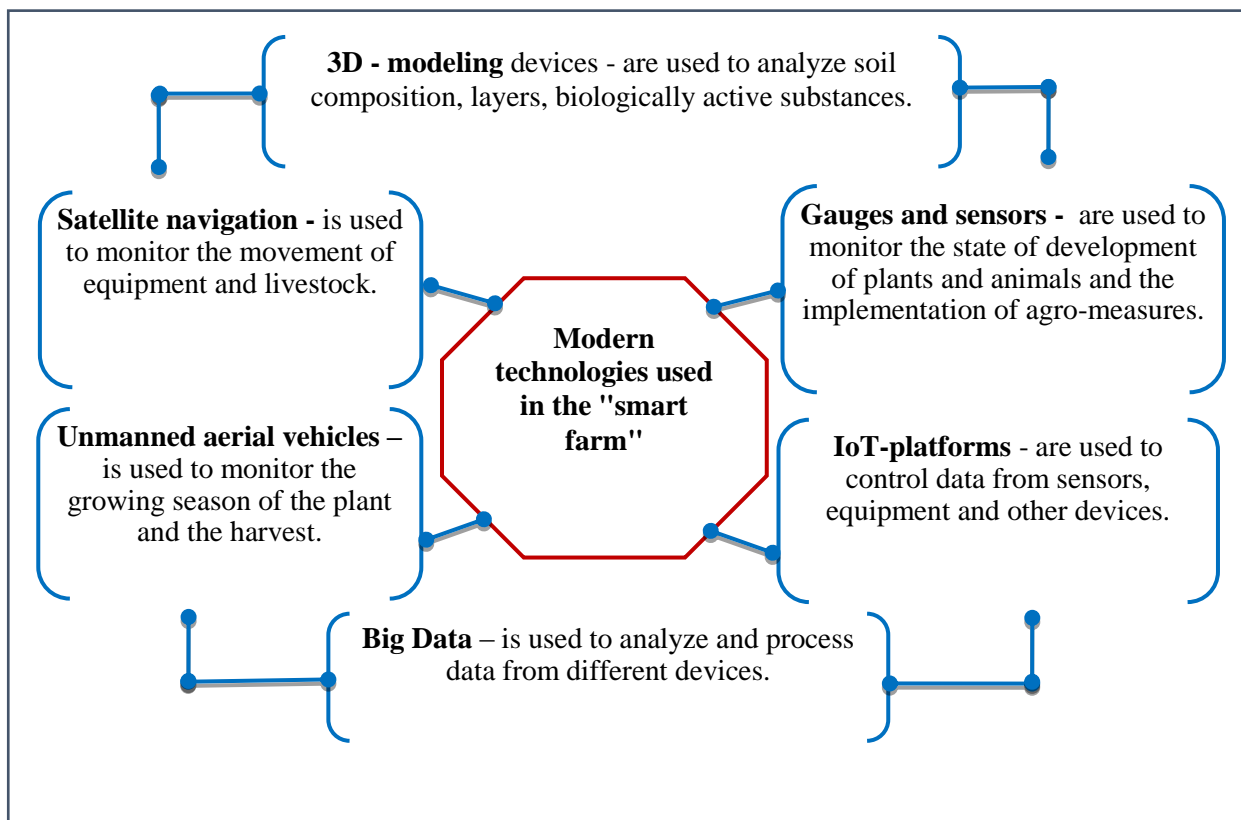 3D - modeling devices - are used to analyze soil
composition, layers, biologically active substances.
Satellite navigation - is used
to monitor the movement of
equipment and livestock.
Gauges and sensors - are used to
monitor the state of development
of plants and animals and the
implementation of agro-measures.
Modern
technologies used
in the "smart
farm"
Unmanned aerial vehicles –
is used to monitor the
growing season of the plant
and the harvest.
IoT-platforms - are used to
control data from sensors,
equipment and other devices.
Big Data – is used to analyze and process
data from different devices.